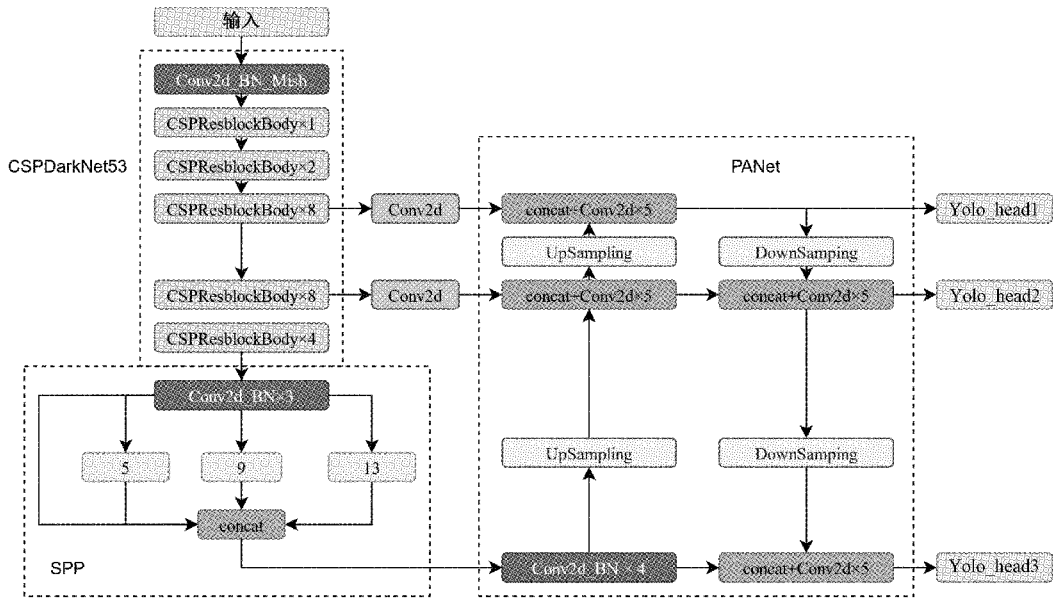 输入
Conv2d_BN_Mish
CSPResblockBody×1
CSPResblockBody×2
CSPResblockBody×8
CSPResblockBody×8
CSPResblockBody×4
CSPDarkNet53
Conv2d_BN×3
5
9
13
concat
SPP
Conv2d
Conv2d
PANet
concat+Conv2d×5
UpSampling
concat+Conv2d×5
UpSampling
Conv2d_BN×4
DownSamping
concat+Conv2d×5
DownSamping
concat+Conv2d×5
Yolo_head1
Yolo_head2
Yolo_head3